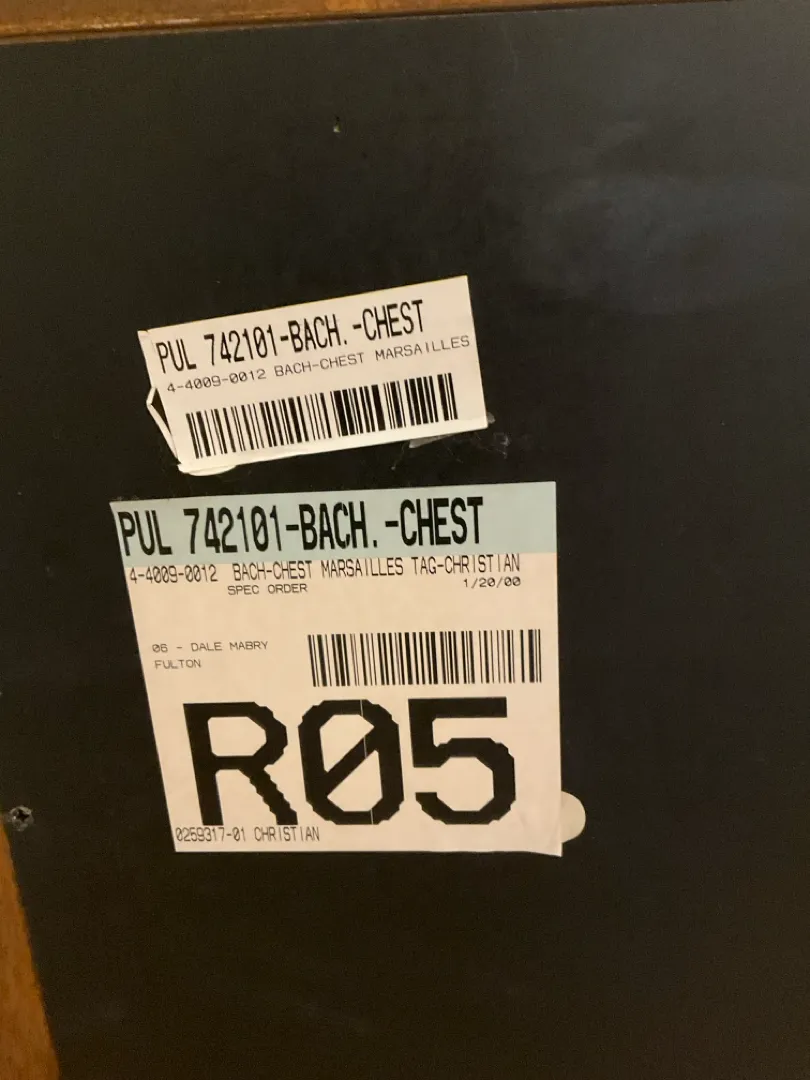 PUL 742101-BACH.-CHEST
4-4009-0012 BACH-CHEST MARSAILLES
PUL 742101-BACH.-CHEST
4-4009-0012 BACH-CHEST MARSAILLES TAG-CHRISTIAN
SPEC ORDER 1/20/00
06 - DALE MABRY
FULTON
R05
0259317-01 CHRISTIAN